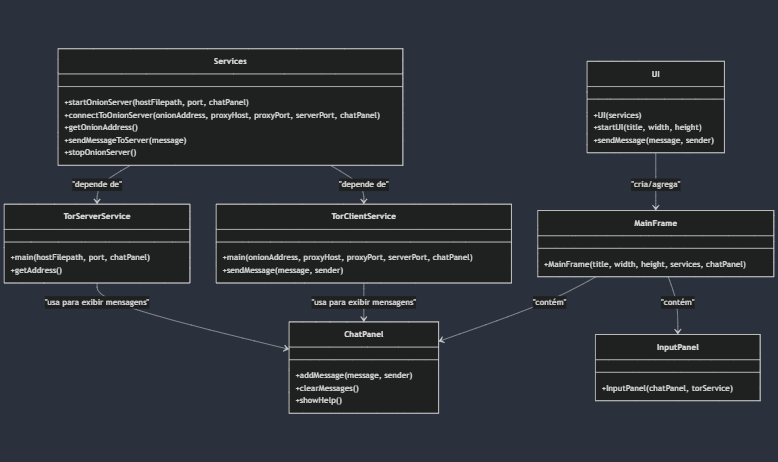 Services
+startOnionServer(hostFilepath, port, chatPanel)
+connectToOnionServer(onionAddress, proxyHost, proxyPort, serverPort, chatPanel)
+getOnionAddress()
+sendMessageToServer(message)
+stopOnionServer()
UI
+UI(services)
+startUI(title, width, height)
+sendMessage(message, sender)
"depende de"
"depende de"
"cria/agrega"
TorServerService
+main(hostFilepath, port, chatPanel)
+getAddress()
TorClientService
+main(onionAddress, proxyHost, proxyPort, serverPort, chatPanel)
+sendMessage(message, sender)
MainFrame
+MainFrame(title, width, height, services, chatPanel)
"usa para exibir mensagens"
"usa para exibir mensagens"
"contém"
"contém"
ChatPanel
+addMessage(message, sender)
+clearMessages()
+showHelp()
InputPanel
+InputPanel(chatPanel, torService)